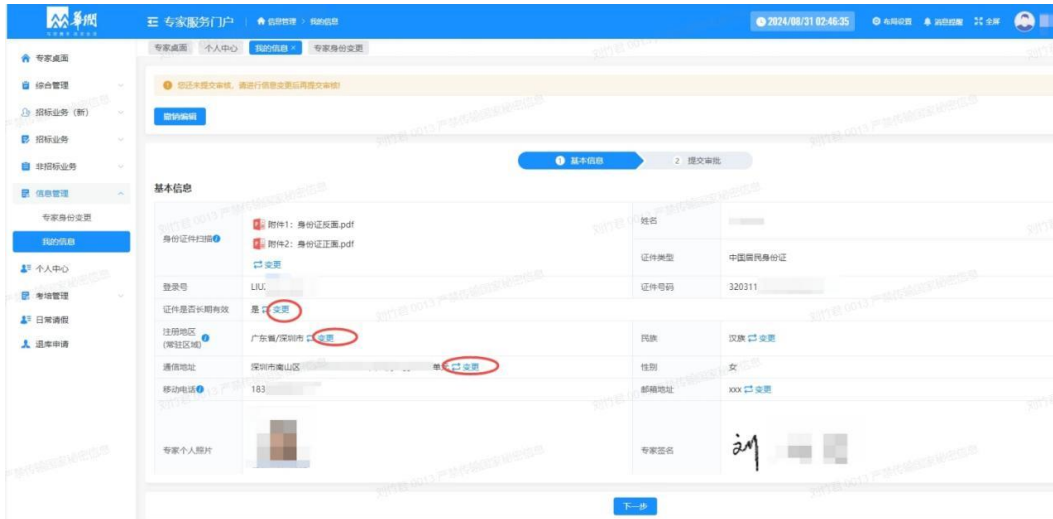 华润
专家服务门户
信息管理 > 我的信息
2024/08/31 02:46:35
布局设置
消息提醒
全屏
专家桌面
个人中心
我的信息 ×
专家身份变更
专家桌面
综合管理
招标业务（新）
招标业务
非招标业务
信息管理
专家身份变更
我的信息
个人中心
考培管理
日常请假
退库申请
您还未提交审核，请进行信息变更后再提交审核!
撤销编辑
1 基本信息
2 提交审批
基本信息
身份证件扫描
附件1：身份证反面.pdf
附件2：身份证正面.pdf
变更
姓名
证件类型
中国居民身份证
登录号
LIU
证件号码
320311
证件是否长期有效
是 变更
注册地区
(常驻区域)
广东省/深圳市 变更
民族
汉族 变更
通信地址
深圳市南山区
单元 变更
性别
女
移动电话
183
邮箱地址
xxx 变更
专家个人照片
专家签名
刘
下一步